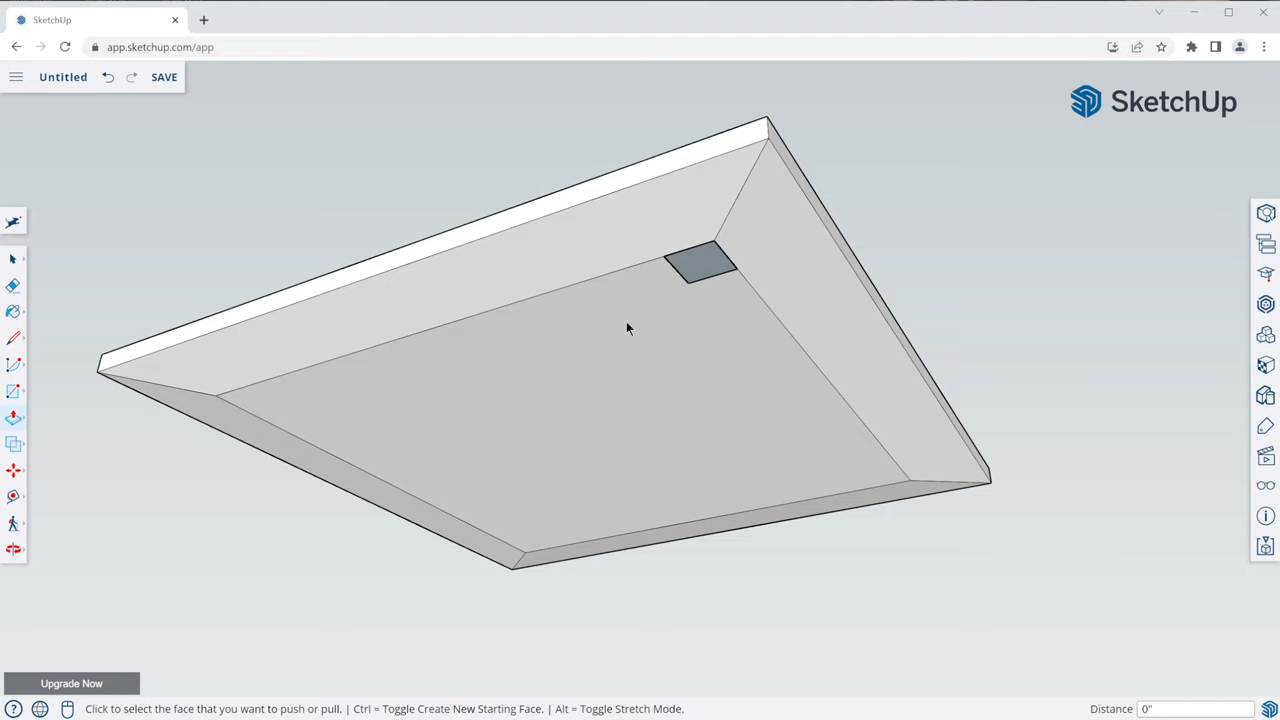 SketchUp
app.sketchup.com/app
Untitled
SAVE
SketchUp
Upgrade Now
Click to select the face that you want to push or pull. | Ctrl = Toggle Create New Starting Face. | Alt = Toggle Stretch Mode.
Distance 0"